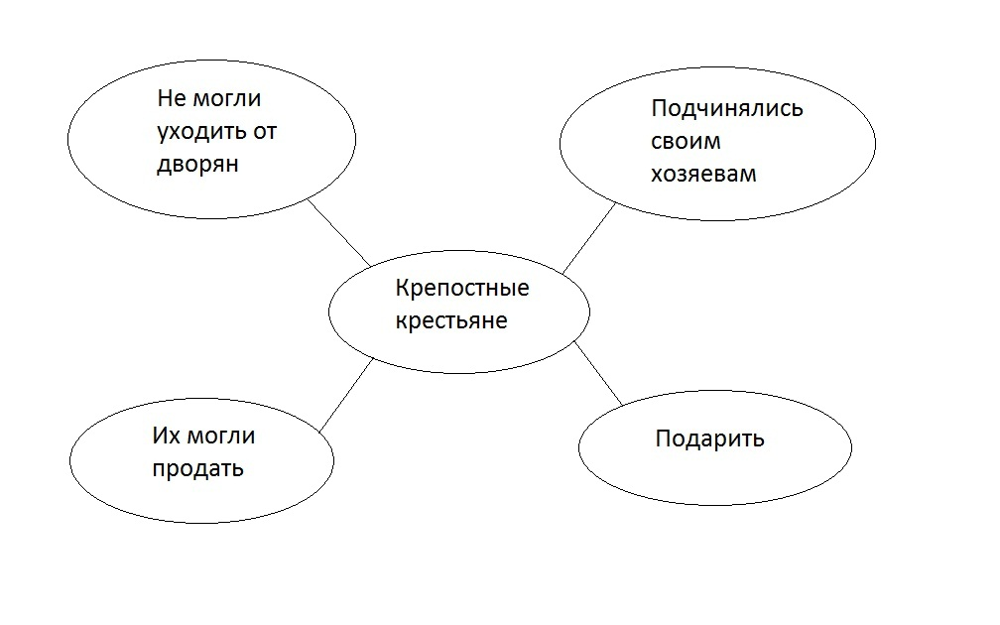 Не могли
уходить от
дворян
Подчинялись
своим
хозяевам
Крепостные
крестьяне
Их могли
продать
Подарить